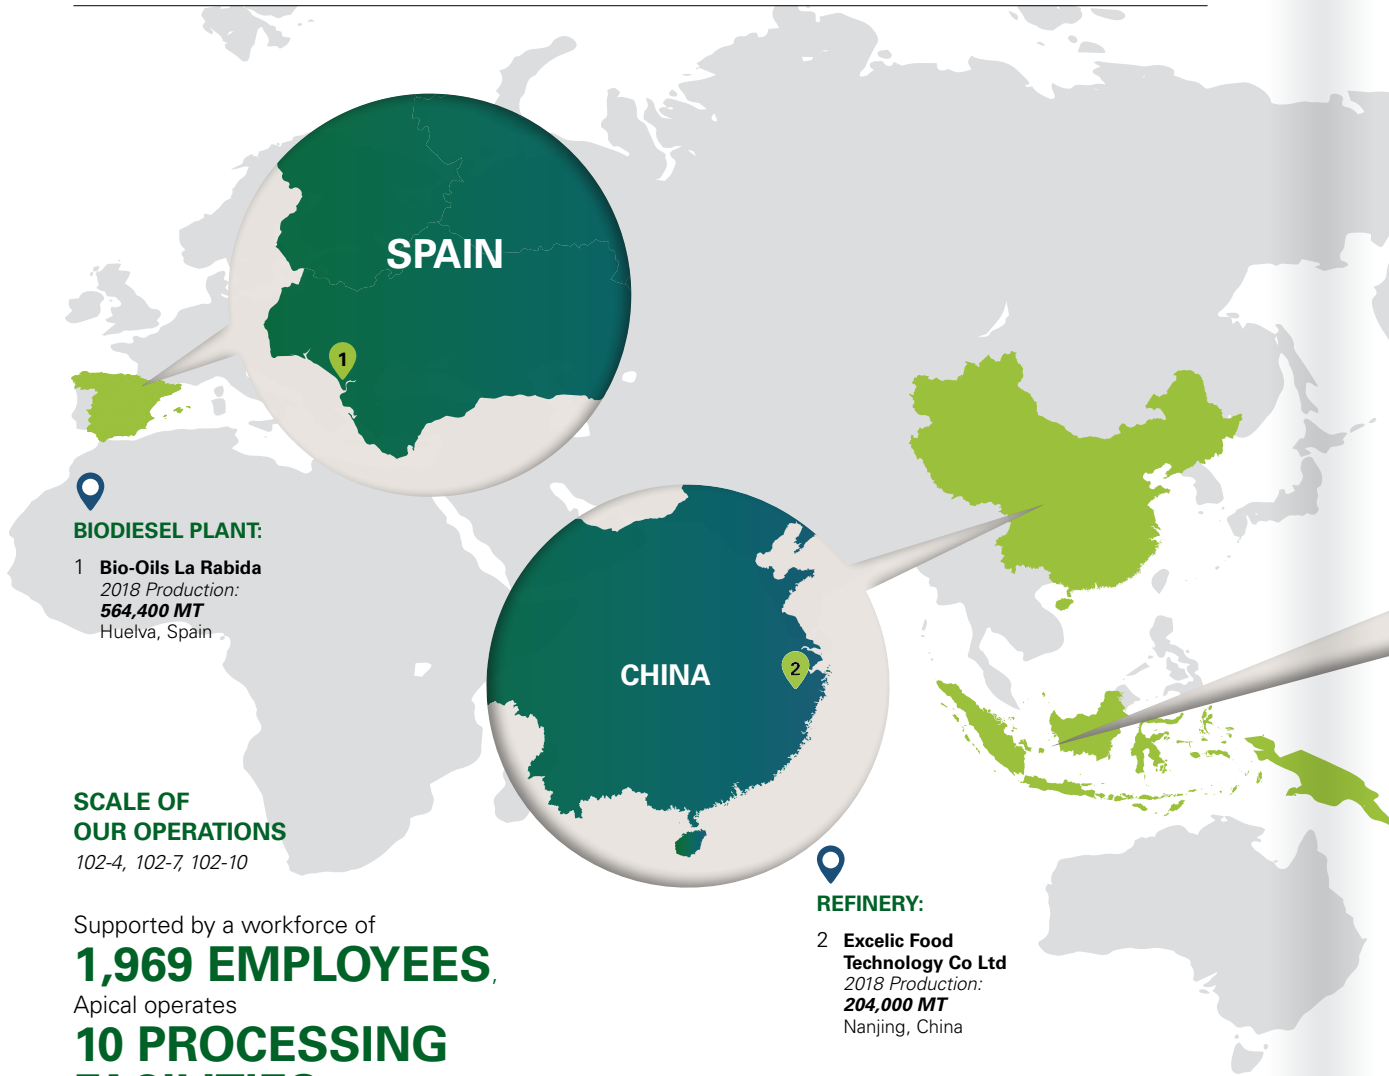 SPAIN
1
BIODIESEL PLANT:
1 Bio-Oils La Rabida
2018 Production:
564,400 MT
Huelva, Spain
CHINA
2
SCALE OF
OUR OPERATIONS
102-4, 102-7, 102-10
Supported by a workforce of
1,969 EMPLOYEES,
Apical operates
10 PROCESSING
FACILITIES
REFINERY:
2 Excelic Food
Technology Co Ltd
2018 Production:
204,000 MT
Nanjing, China